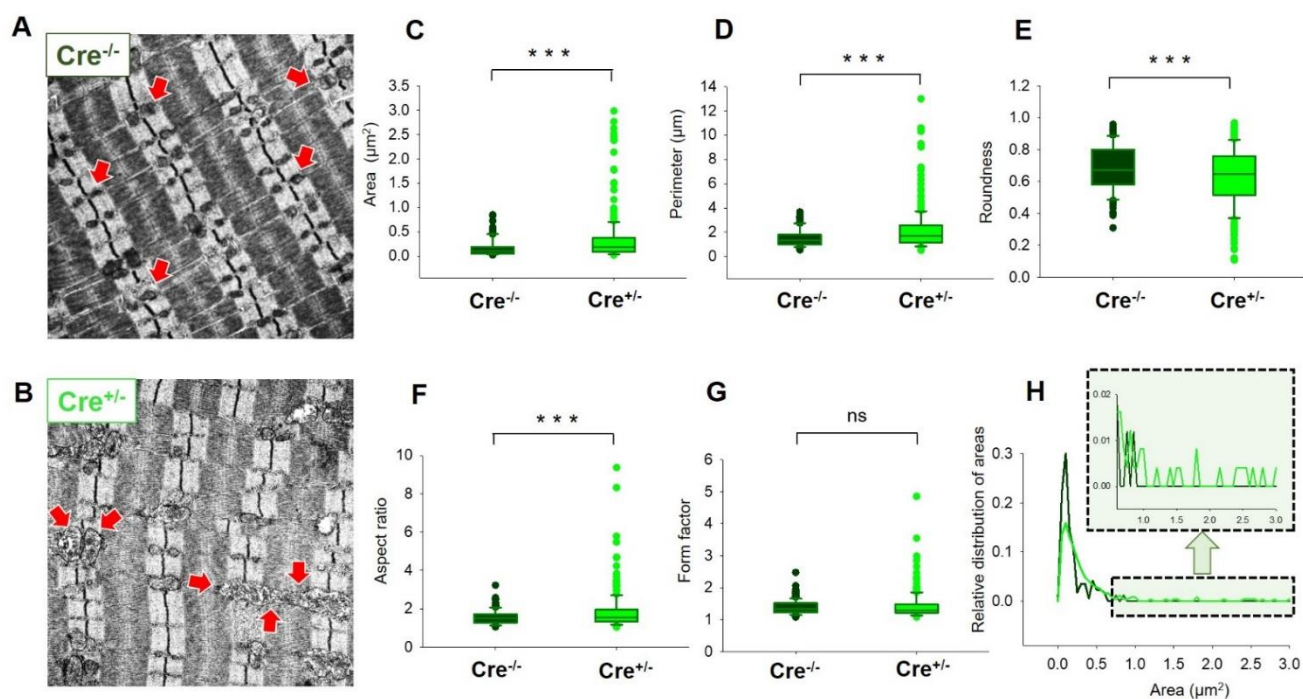 A
Cre-/-
C
* * *
Area (µm2)
3.5
3.0
2.5
2.0
1.5
1.0
0.5
0.0
Cre-/-
Cre+/-
D
* * *
Perimeter (µm)
14
12
10
8
6
4
2
0
Cre-/-
Cre+/-
E
* * *
Roundness
1.2
1.0
0.8
0.6
0.4
0.2
0.0
Cre-/-
Cre+/-
B
Cre+/-
F
* * *
Aspect ratio
10
8
6
4
2
0
Cre-/-
Cre+/-
G
ns
Form factor
6
5
4
3
2
1
0
Cre-/-
Cre+/-
H
Relative distribution of areas
0.3
0.2
0.1
0.0
0.0 0.5 1.0 1.5 2.0 2.5 3.0
Area (µm2)
0.02
0.01
0.00
1.0 1.5 2.0 2.5 3.0